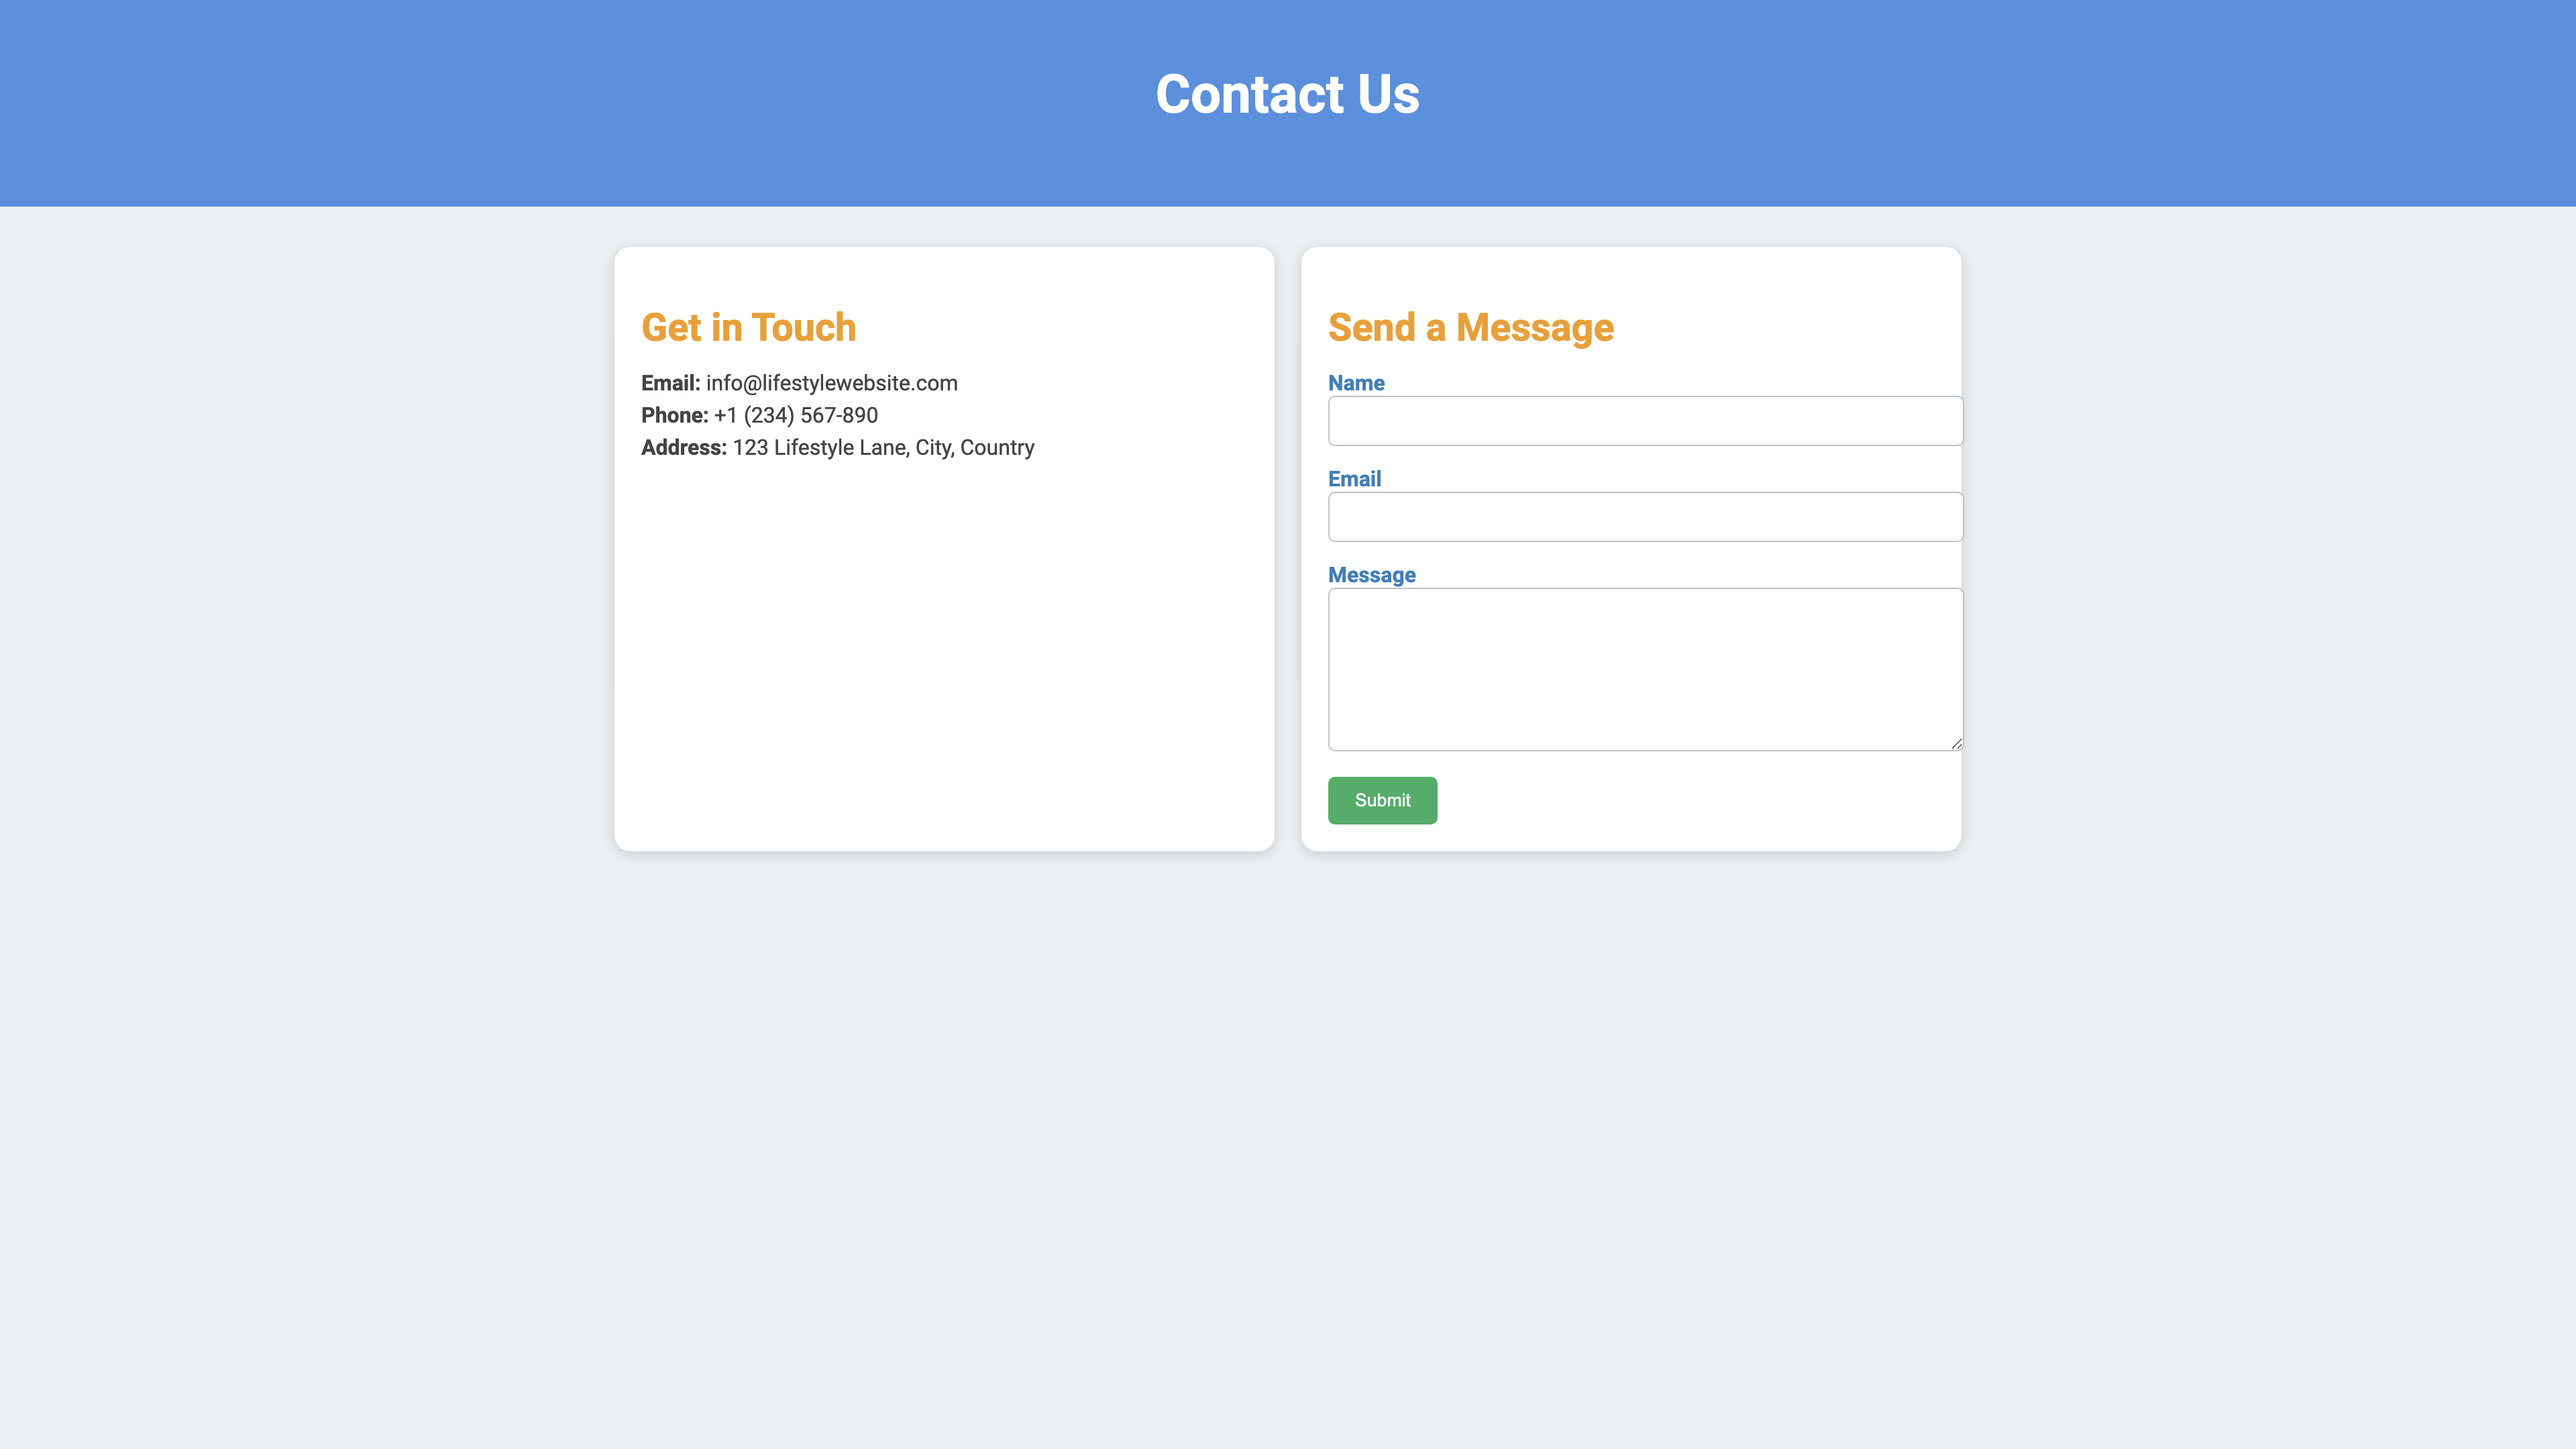 Contact Us
Get in Touch
Email: info@lifestylewebsite.com
Phone: +1 (234) 567-890
Address: 123 Lifestyle Lane, City, Country
Send a Message
Name
Email
Message
Submit